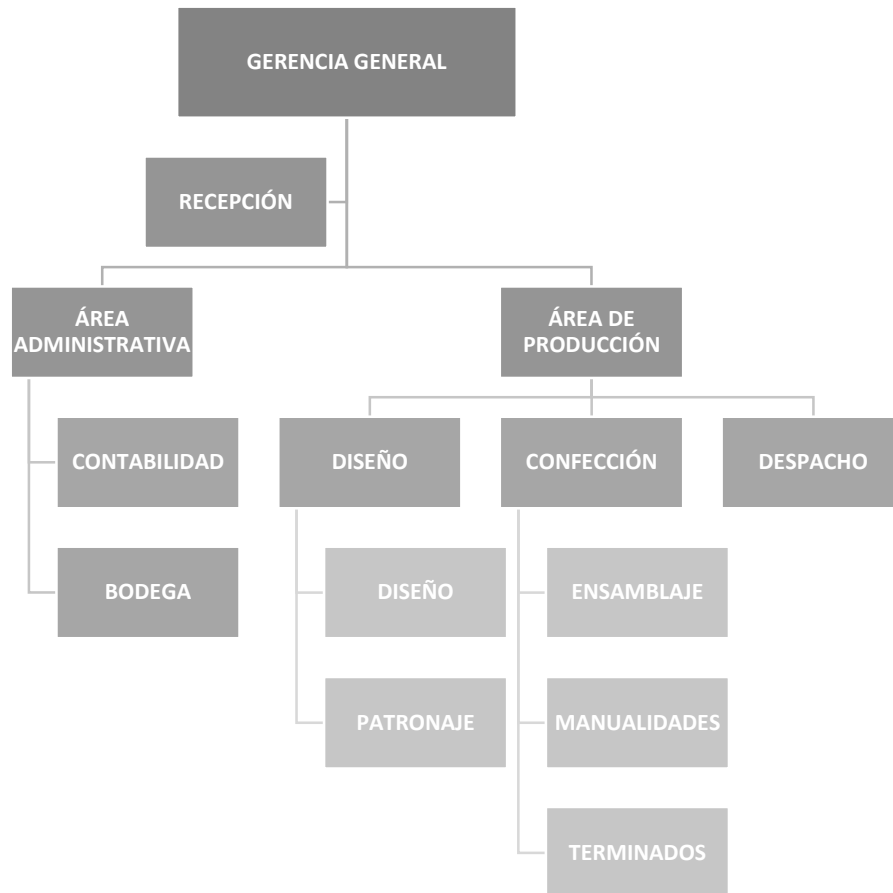 GERENCIA GENERAL
RECEPCIÓN
ÁREA
ADMINISTRATIVA
ÁREA DE
PRODUCCIÓN
CONTABILIDAD
DISEÑO
CONFECCIÓN
DESPACHO
BODEGA
DISEÑO
ENSAMBLAJE
PATRONAJE
MANUALIDADES
TERMINADOS